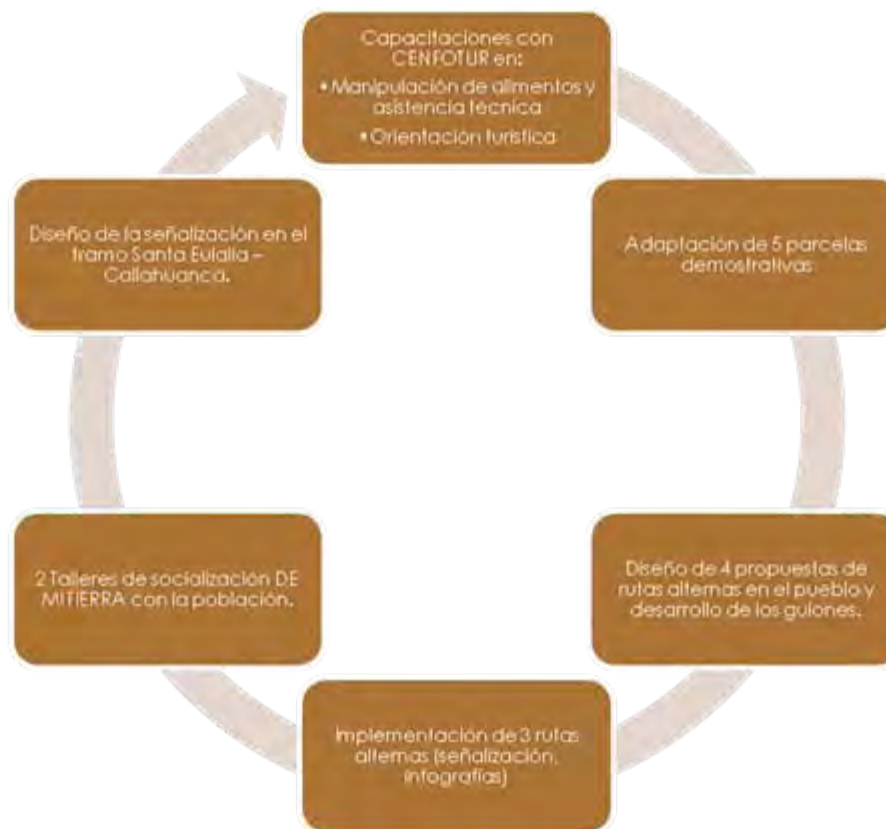 Capacitaciones con
CENFOTUR en:
•Manipulación de alimentos y
asistencia técnica
•Orientación turística
Adaptación de 5 parcelas
demostrativas
Diseño de 4 propuestas de
rutas alternas en el pueblo y
desarrollo de los guiones.
Implementación de 3 rutas
alternas (señalización,
infografías)
2 Talleres de socialización DE
MITIERRA con la población.
Diseño de la señalización en el
tramo Santa Eulalia –
Callahuanca.